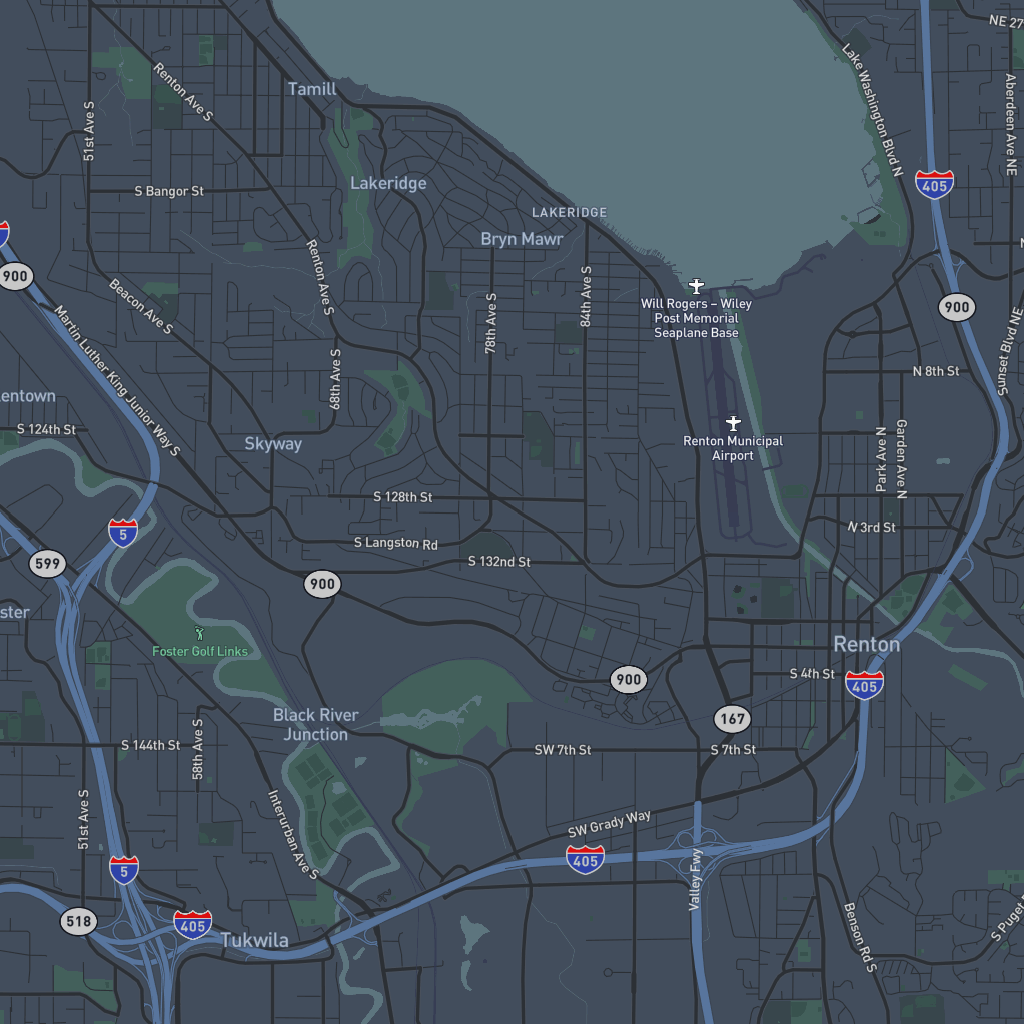 NE 27
Renton Ave S
Lake Washington Blvd N
Tamill
51st Ave S
Aberdeen Ave NE
405
S Bangor St
Lakeridge
LAKERIDGE
Bryn Mawr
Renton Ave S
900
Beacon Ave S
84th Ave S
78th Ave S
Will Rogers – Wiley
Post Memorial
Seaplane Base
900
Sunset Blvd NE
Martin Luther King Junior Way S
68th Ave S
N 8th St
entown
S 124th St
Skyway
Renton Municipal
Airport
Park Ave N
Garden Ave N
S 128th St
5
N 3rd St
S Langston Rd
599
S 132nd St
900
ster
Foster Golf Links
Renton
900
S 4th St
405
Black River
Junction
167
58th Ave S
S 144th St
SW 7th St
S 7th St
51st Ave S
Interurban Ave S
SW Grady Way
405
5
Valley Fwy
518
405
Tukwila
Benson Rd S
S Puget